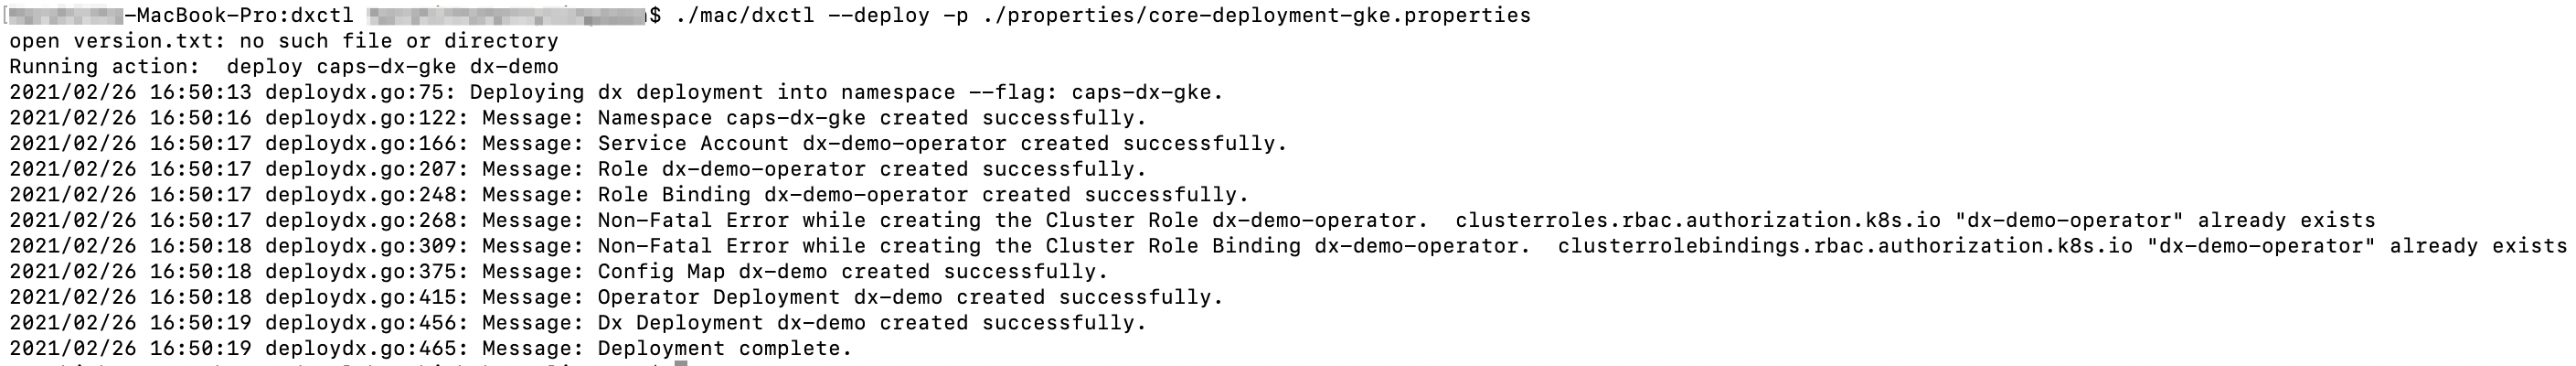 -MacBook-Pro:dxctl $ ./mac/dxctl --deploy -p ./properties/core-deployment-gke.properties
open version.txt: no such file or directory
Running action:  deploy caps-dx-gke dx-demo
2021/02/26 16:50:13 deploydx.go:75: Deploying dx deployment into namespace --flag: caps-dx-gke.
2021/02/26 16:50:16 deploydx.go:122: Message: Namespace caps-dx-gke created successfully.
2021/02/26 16:50:17 deploydx.go:166: Message: Service Account dx-demo-operator created successfully.
2021/02/26 16:50:17 deploydx.go:207: Message: Role dx-demo-operator created successfully.
2021/02/26 16:50:17 deploydx.go:248: Message: Role Binding dx-demo-operator created successfully.
2021/02/26 16:50:17 deploydx.go:268: Message: Non-Fatal Error while creating the Cluster Role dx-demo-operator.  clusterroles.rbac.authorization.k8s.io "dx-demo-operator" already exists
2021/02/26 16:50:18 deploydx.go:309: Message: Non-Fatal Error while creating the Cluster Role Binding dx-demo-operator.  clusterrolebindings.rbac.authorization.k8s.io "dx-demo-operator" already exists
2021/02/26 16:50:18 deploydx.go:375: Message: Config Map dx-demo created successfully.
2021/02/26 16:50:18 deploydx.go:415: Message: Operator Deployment dx-demo created successfully.
2021/02/26 16:50:19 deploydx.go:456: Message: Dx Deployment dx-demo created successfully.
2021/02/26 16:50:19 deploydx.go:465: Message: Deployment complete.